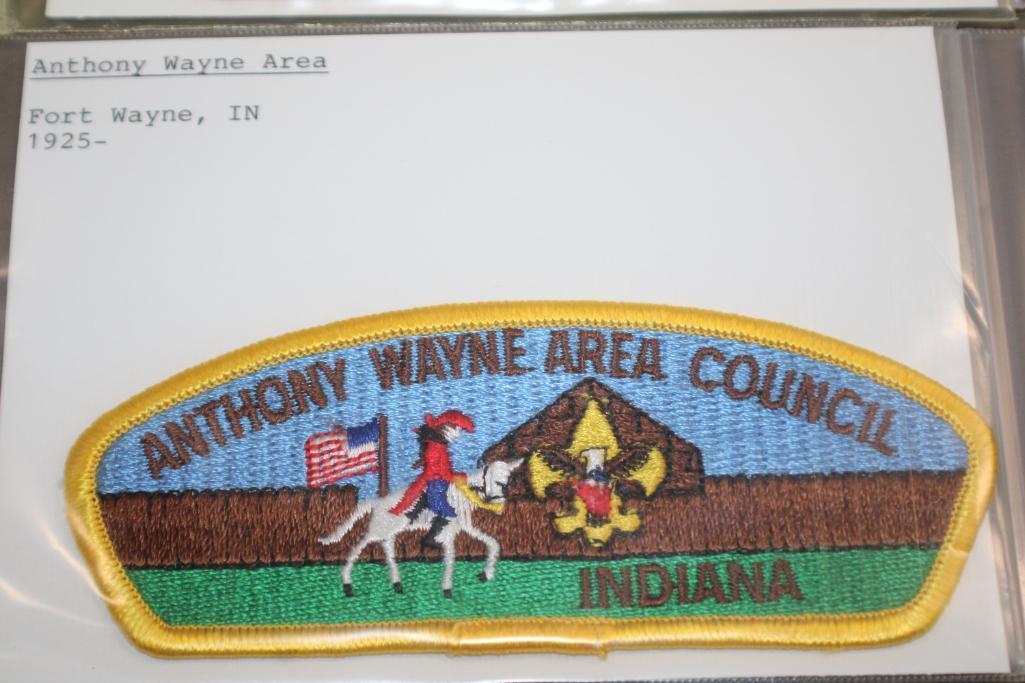 Anthony Wayne Area
Fort Wayne, IN
1925-
ANTHONY WAYNE AREA COUNCIL
INDIANA